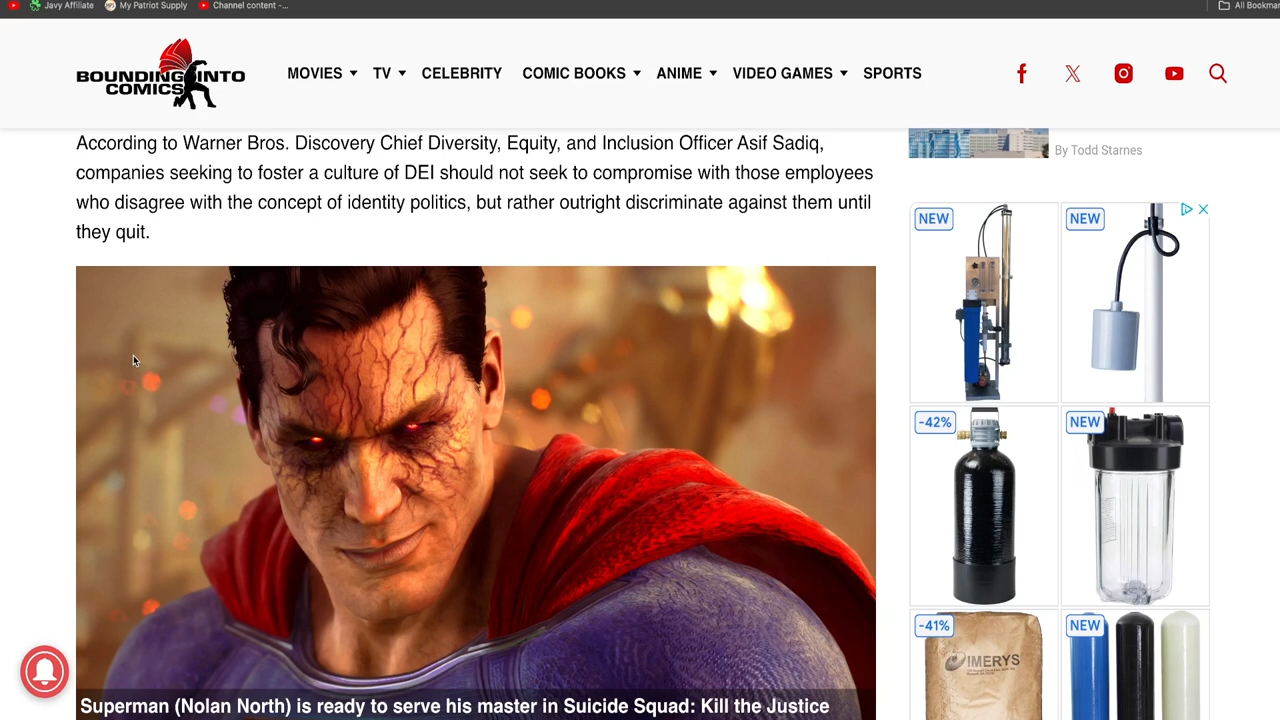 Javy Affiliate My Patriot Supply Channel content -... All Bookmar
BOUNDING INTO
COMICS
MOVIES TV CELEBRITY COMIC BOOKS ANIME VIDEO GAMES SPORTS
According to Warner Bros. Discovery Chief Diversity, Equity, and Inclusion Officer Asif Sadiq,
companies seeking to foster a culture of DEI should not seek to compromise with those employees
who disagree with the concept of identity politics, but rather outright discriminate against them until
they quit.
By Todd Starnes
NEW NEW
-42% NEW
-41% NEW
IMERYS
Superman (Nolan North) is ready to serve his master in Suicide Squad: Kill the Justice